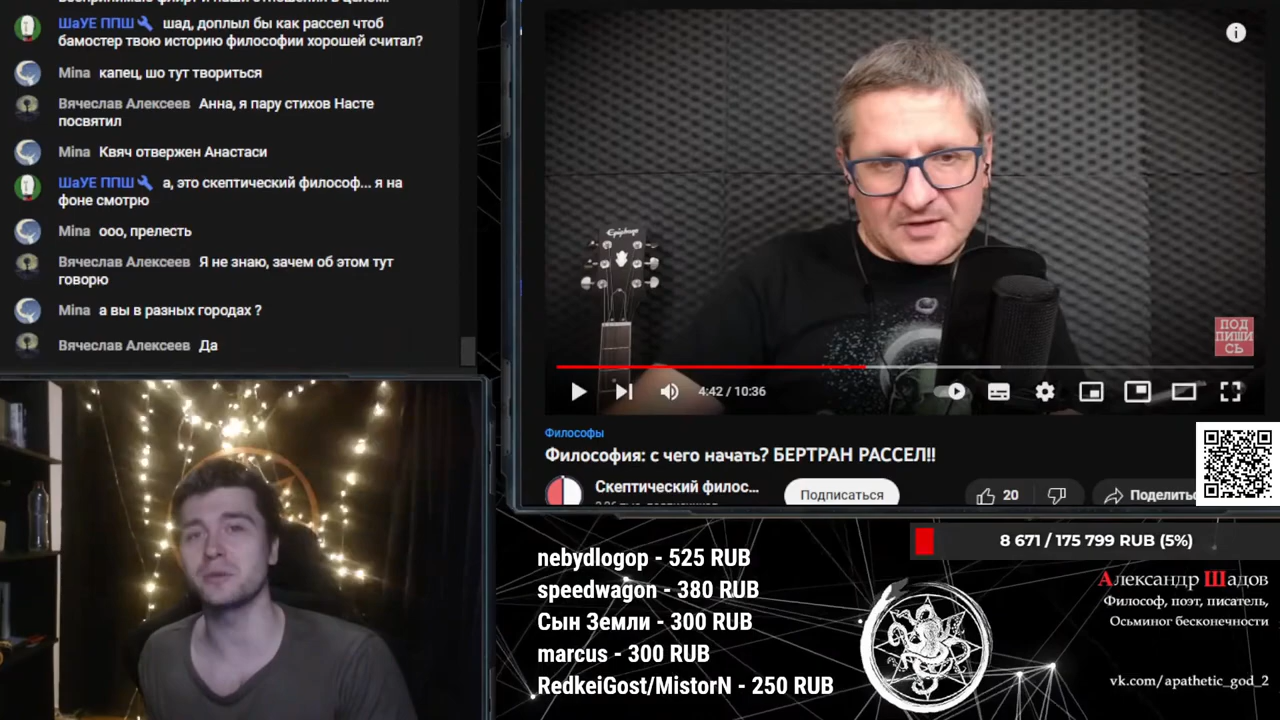 ШаУЕ ППШ шад, доплыл бы как рассел чтоб
бамостер твою историю философии хорошей считал?
Mina капец, шо тут твориться
Вячеслав Алексеев Анна, я пару стихов Насте
посвятил
Mina Квяч отвержен Анастаси
ШаУЕ ППШ а, это скептический философ... я на
фоне смотрю
Mina ооо, прелесть
Вячеслав Алексеев Я не знаю, зачем об этом тут
говорю
Mina а вы в разных городах ?
Вячеслав Алексеев Да
Epiphone
ПОД
ПИШИ
СЬ
4:42 / 10:36
Философы
Философия: с чего начать? БЕРТРАН РАССЕЛ!!
Скептический филос...
Подписаться
20
Поделить
nebydlogop - 525 RUB
speedwagon - 380 RUB
Сын Земли - 300 RUB
marcus - 300 RUB
RedkeiGost/MistorN - 250 RUB
8 671 / 175 799 RUB (5%)
Александр Шадов
Философ, поэт, писатель,
Осьминог бесконечности
vk.com/apathetic_god_2